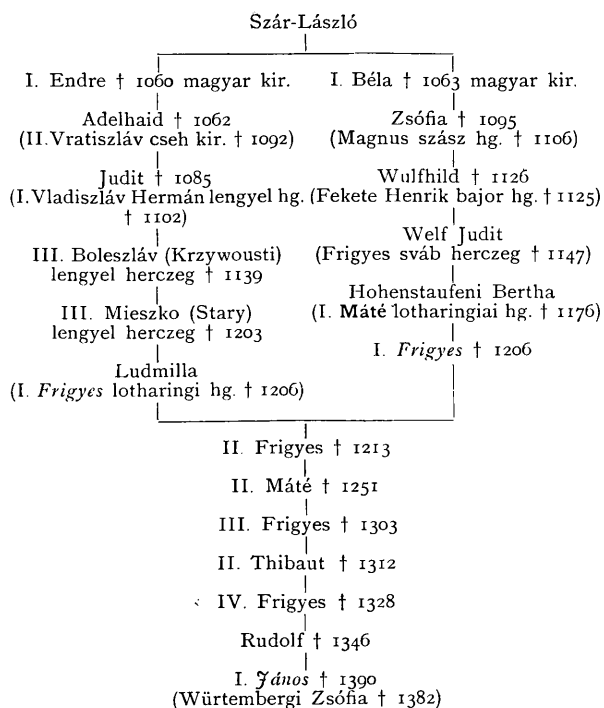 Szár-László
I. Endre † 1060 magyar kir.
Adelhaid † 1062
(II. Vratiszláv cseh kir. † 1092)
Judit † 1085
(I. Vladiszláv Hermán lengyel hg.
† 1102)
III. Boleszláv (Krzywousti)
lengyel herczeg † 1139
III. Mieszko (Stary)
lengyel herczeg † 1203
Ludmilla
(I. Frigyes lotharingi hg. † 1206)
I. Béla † 1063 magyar kir.
Zsófia † 1095
(Magnus szász hg. † 1106)
Wulfhild † 1126
(Fekete Henrik bajor hg. † 1125)
Welf Judit
(Frigyes sváb herczeg † 1147)
Hohenstaufeni Bertha
(I. Máté lotharingiai hg. † 1176)
I. Frigyes † 1206
II. Frigyes † 1213
II. Máté † 1251
III. Frigyes † 1303
II. Thibaut † 1312
IV. Frigyes † 1328
Rudolf † 1346
I. János † 1390
(Würtembergi Zsófia † 1382)